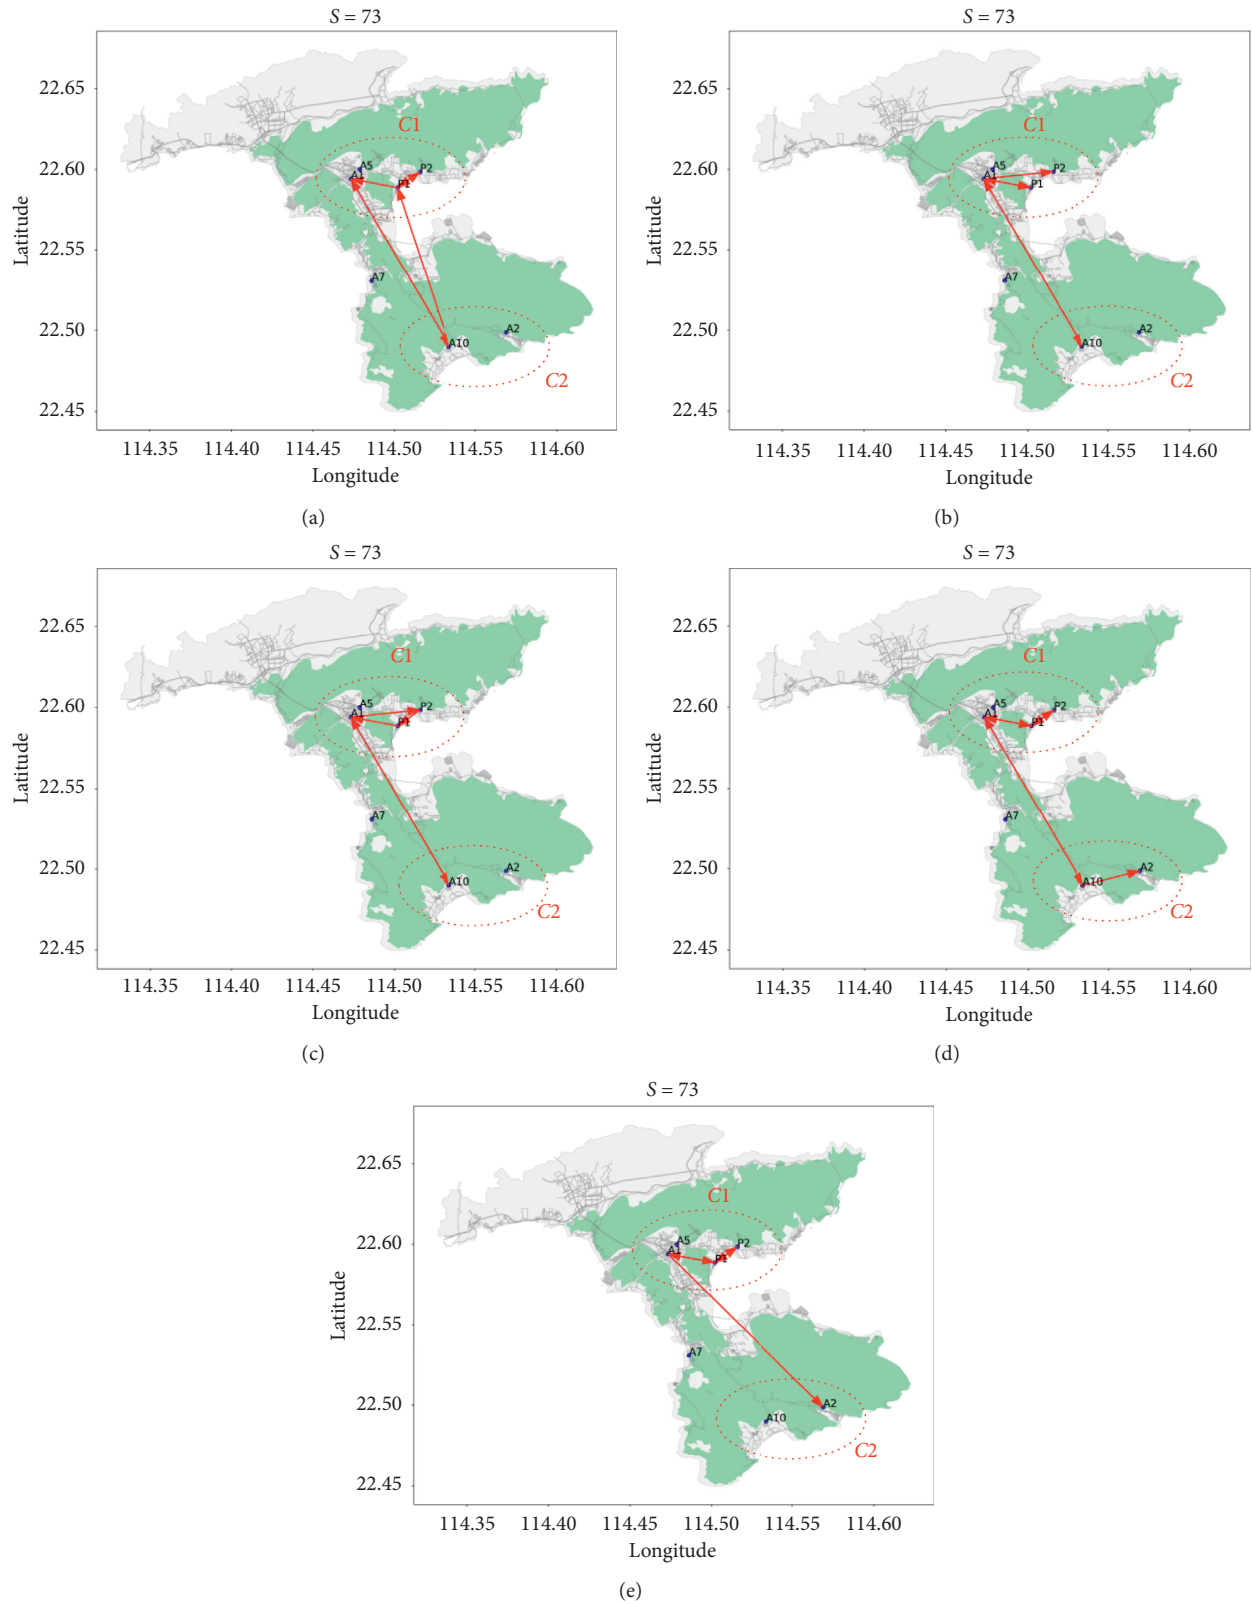 S = 73
S = 73
22.65
22.60
22.55
22.50
22.45
Latitude
C1
A5
A1
P2
P1
A7
A2
A10
C2
114.35 114.40 114.45 114.50 114.55 114.60
Longitude
(a)
22.65
22.60
22.55
22.50
22.45
Latitude
C1
A5
A1
P2
P1
A7
A2
A10
C2
114.35 114.40 114.45 114.50 114.55 114.60
Longitude
(b)
S = 73
S = 73
22.65
22.60
22.55
22.50
22.45
Latitude
C1
A5
A1
P2
P1
A7
A2
A10
C2
114.35 114.40 114.45 114.50 114.55 114.60
Longitude
(c)
22.65
22.60
22.55
22.50
22.45
Latitude
C1
A5
A1
P2
P1
A7
A2
A10
C2
114.35 114.40 114.45 114.50 114.55 114.60
Longitude
(d)
S = 73
22.65
22.60
22.55
22.50
22.45
Latitude
C1
A5
A1
P2
P1
A7
A2
A10
C2
114.35 114.40 114.45 114.50 114.55 114.60
Longitude
(e)